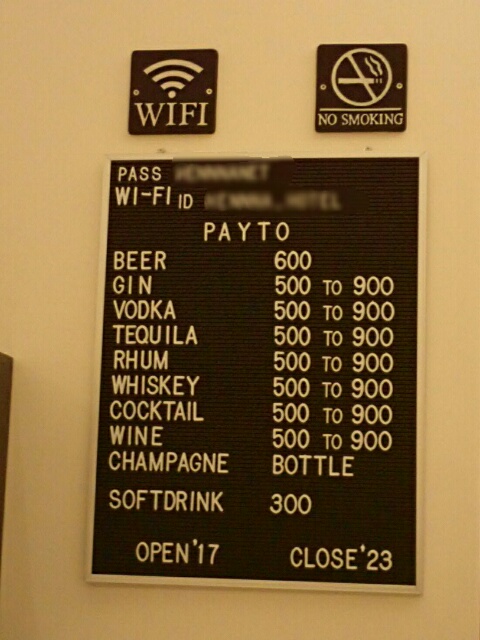 WIFI
NO SMOKING
PASS
WI-FI ID
PAYTO
BEER 600
GIN 500 TO 900
VODKA 500 TO 900
TEQUILA 500 TO 900
RHUM 500 TO 900
WHISKEY 500 TO 900
COCKTAIL 500 TO 900
WINE 500 TO 900
CHAMPAGNE BOTTLE
SOFTDRINK 300
OPEN'17 CLOSE'23